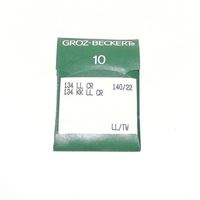 GROZ-BECKERT®
10
134 LL CR 140/22
134 KK LL CR
LL/TW